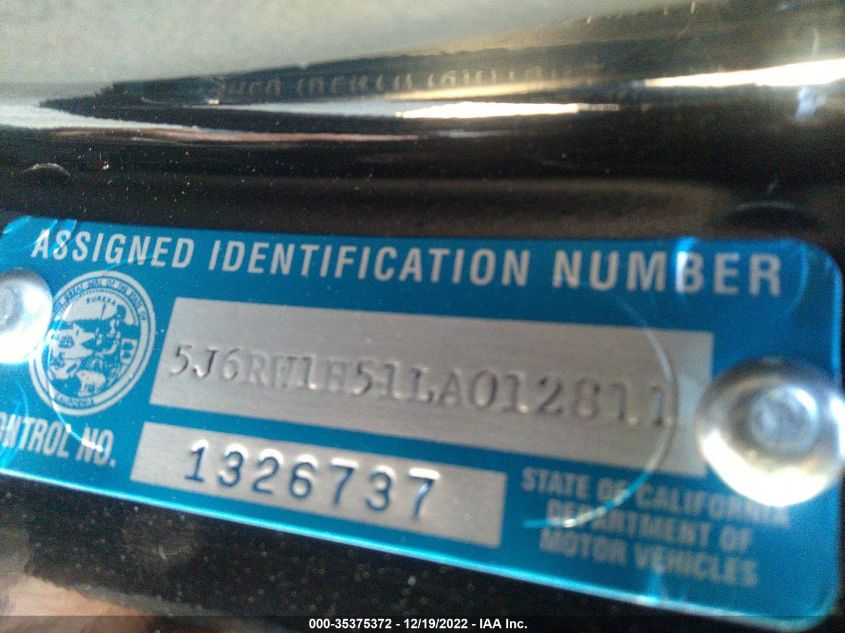 ASSIGNED IDENTIFICATION NUMBER
EUREKA
5J6RW1H51LA012811
CONTROL NO.
1326737
STATE OF CALIFORNIA
DEPARTMENT OF
MOTOR VEHICLES
000-35375372 - 12/19/2022 - IAA Inc.